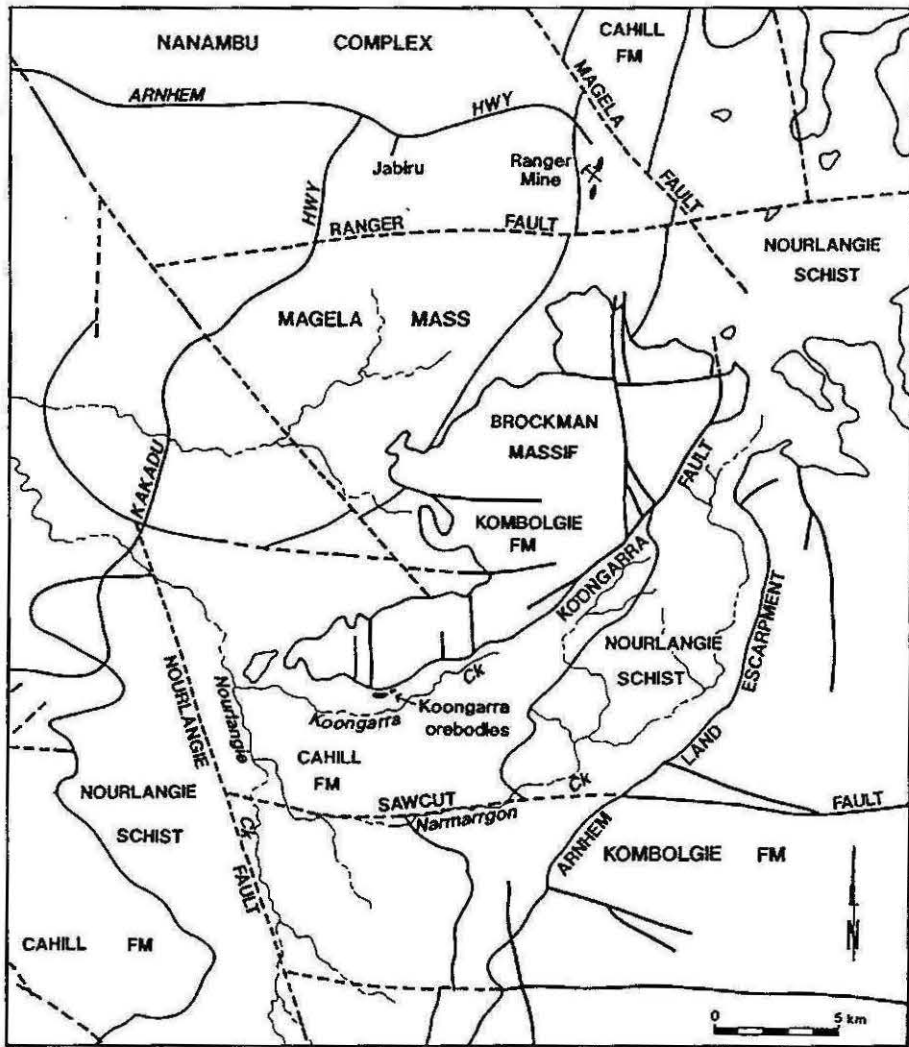 NANAMBU COMPLEX
CAHILL
FM
ARNHEM HWY
MAGELA FAULT
Jabiru
Ranger
Mine
HWY
RANGER FAULT
NOURLANGIE
SCHIST
MAGELA MASS
BROCKMAN
MASSIF
KAKADU
KOMBOLGIE
FM
KOONGARRA FAULT
NOURLANGIE
SCHIST
ESCARPMENT
Nourlangie
Koongarra Ck
Koongarra
orebodies
NOURLANGIE
CAHILL
FM
LAND
NOURLANGIE
SCHIST
SAWCUT
Narmarrgon Ck
FAULT
ARNHEM
KOMBOLGIE FM
Ck
FAULT
CAHILL FM
N
0 5 km